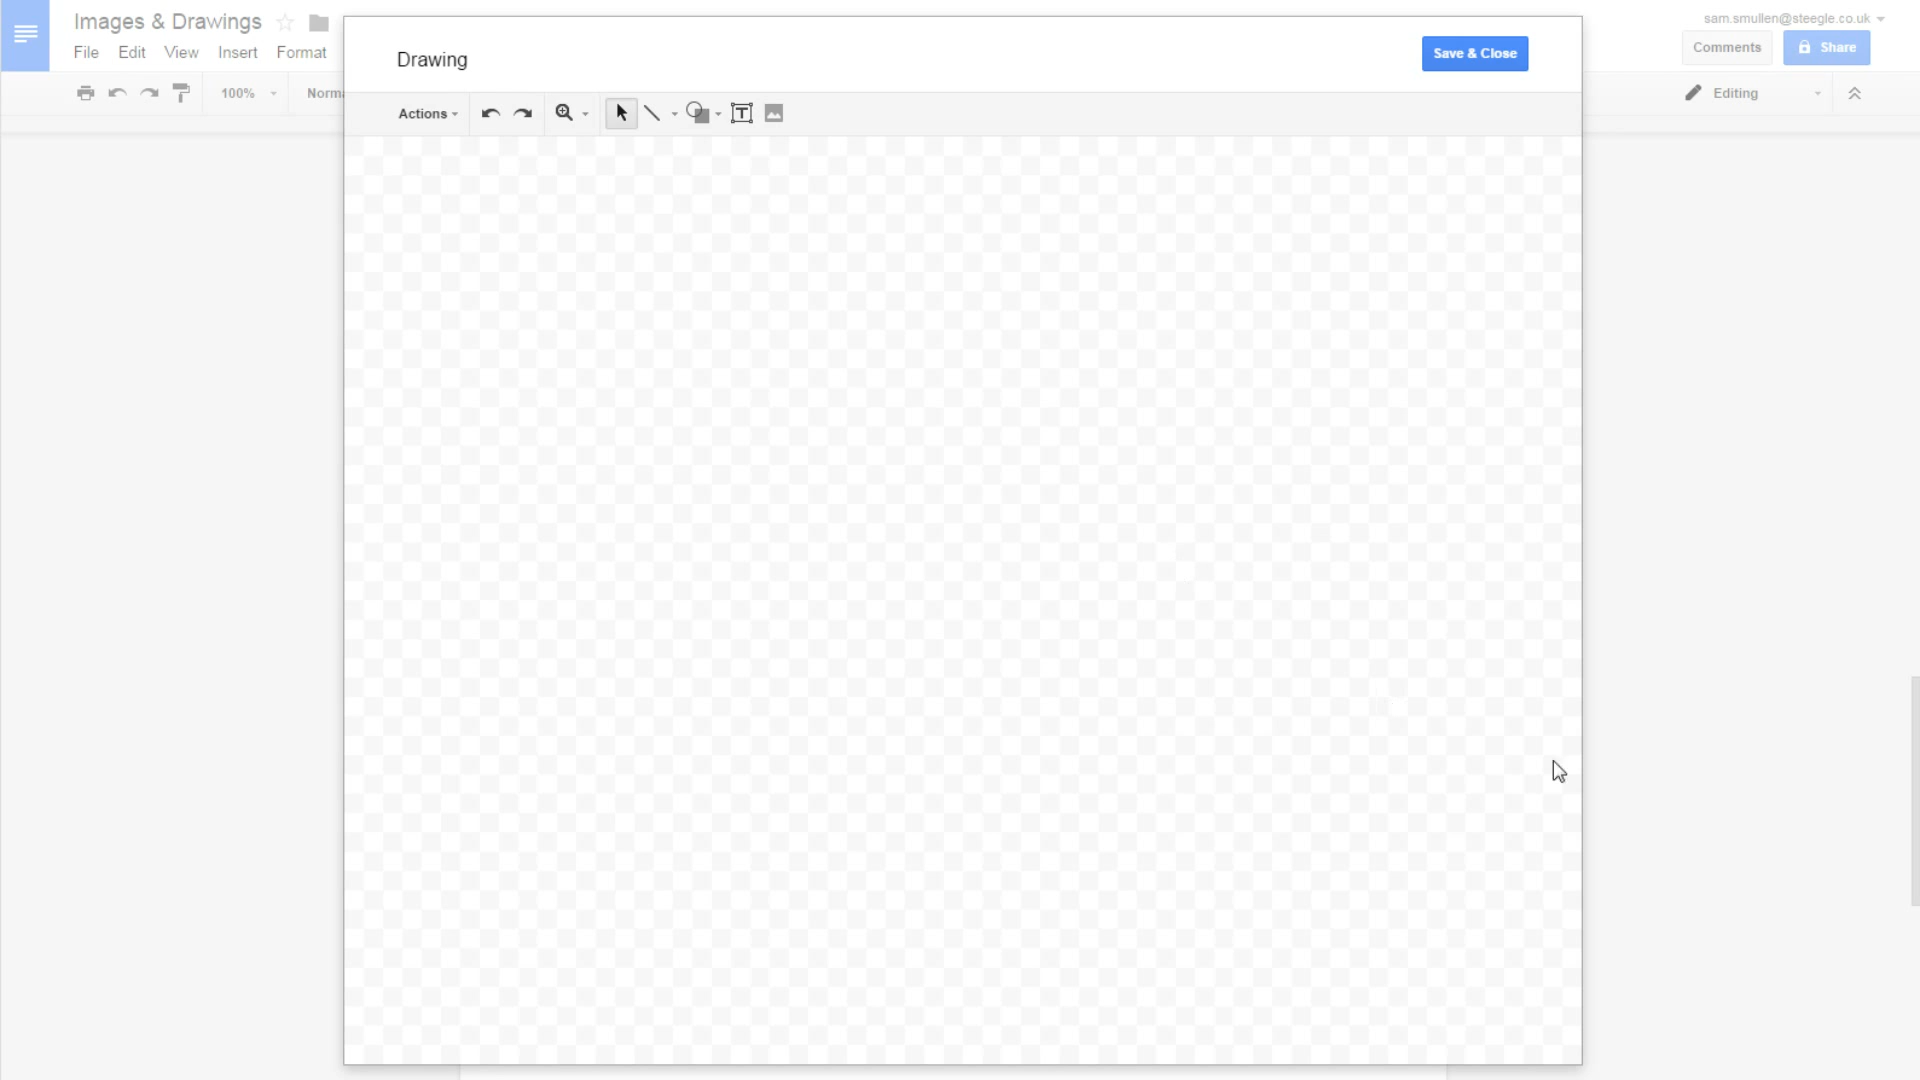 Images & Drawings
sam.smullen@steegle.co.uk
File Edit View Insert Format
Comments
Share
100%
Norma
Editing
Drawing
Save & Close
Actions